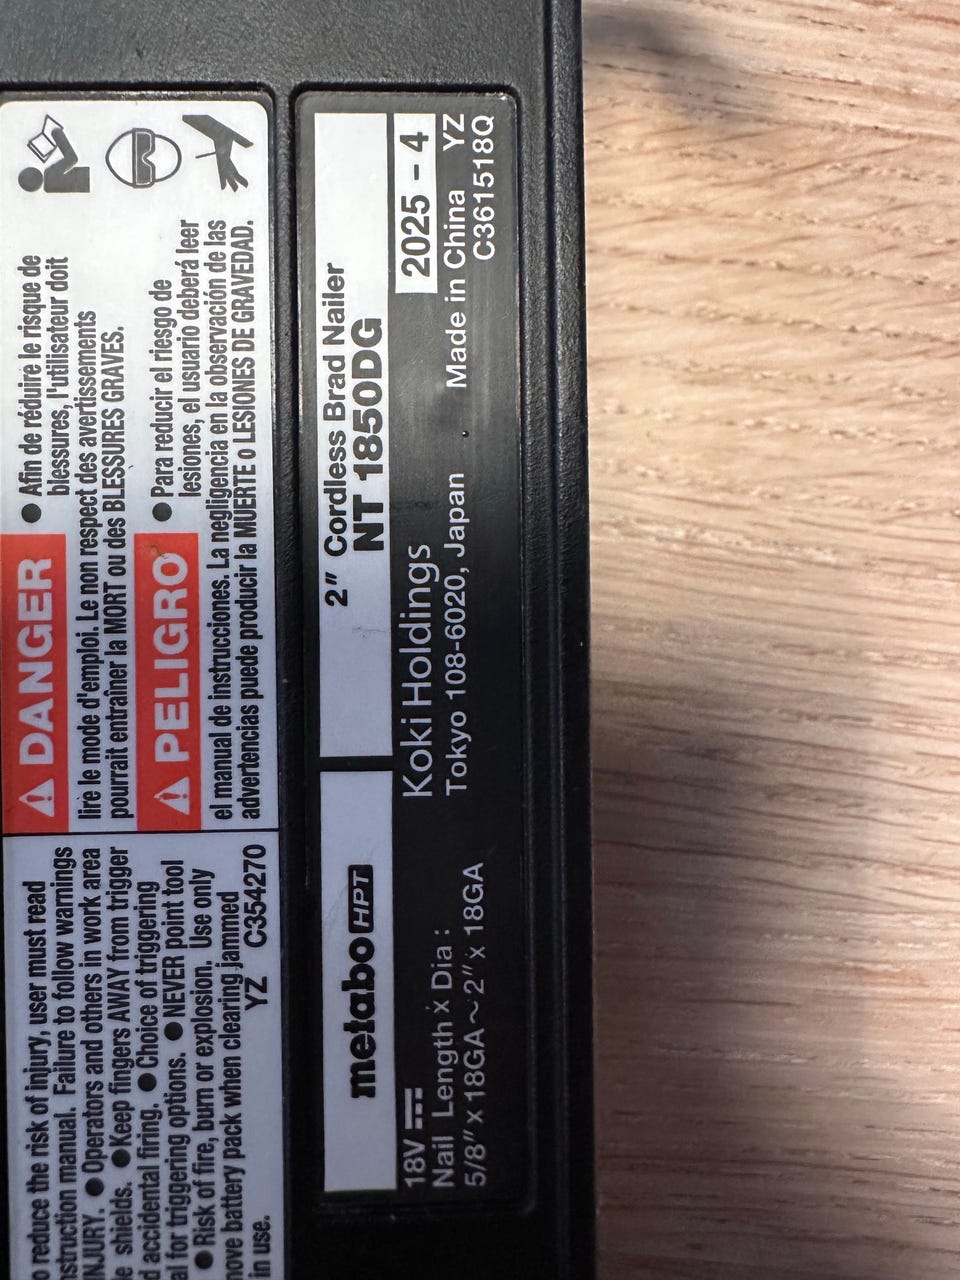 metabo HPT
2" Cordless Brad Nailer
NT 1850DG
18V
Nail Length x Dia :
5/8" x 18GA ~ 2" x 18GA
Koki Holdings
Tokyo 108-6020, Japan
2025 - 4
Made in China YZ
C361518Q
reduce the risk of injury, user must read
manual. Failure to follow warnings
● Operators and others in work area
shields. ● Keep fingers AWAY from trigger
accidental firing. ● Choice of triggering
for triggering options. ● NEVER point tool
● Risk of fire, burn or explosion. Use only
battery pack when clearing jammed
in use.
YZ C354270
⚠ DANGER
● Afin de réduire le risque de
blessures, l'utilisateur doit
lire le mode d'emploi. Le non respect des avertissements
pourrait entraîner la MORT ou des BLESSURES GRAVES.
⚠ PELIGRO
● Para reducir el riesgo de
lesiones, el usuario deberá leer
el manual de instrucciones. La negligencia en la observación de las
advertencias puede producir la MUERTE o LESIONES DE GRAVEDAD.